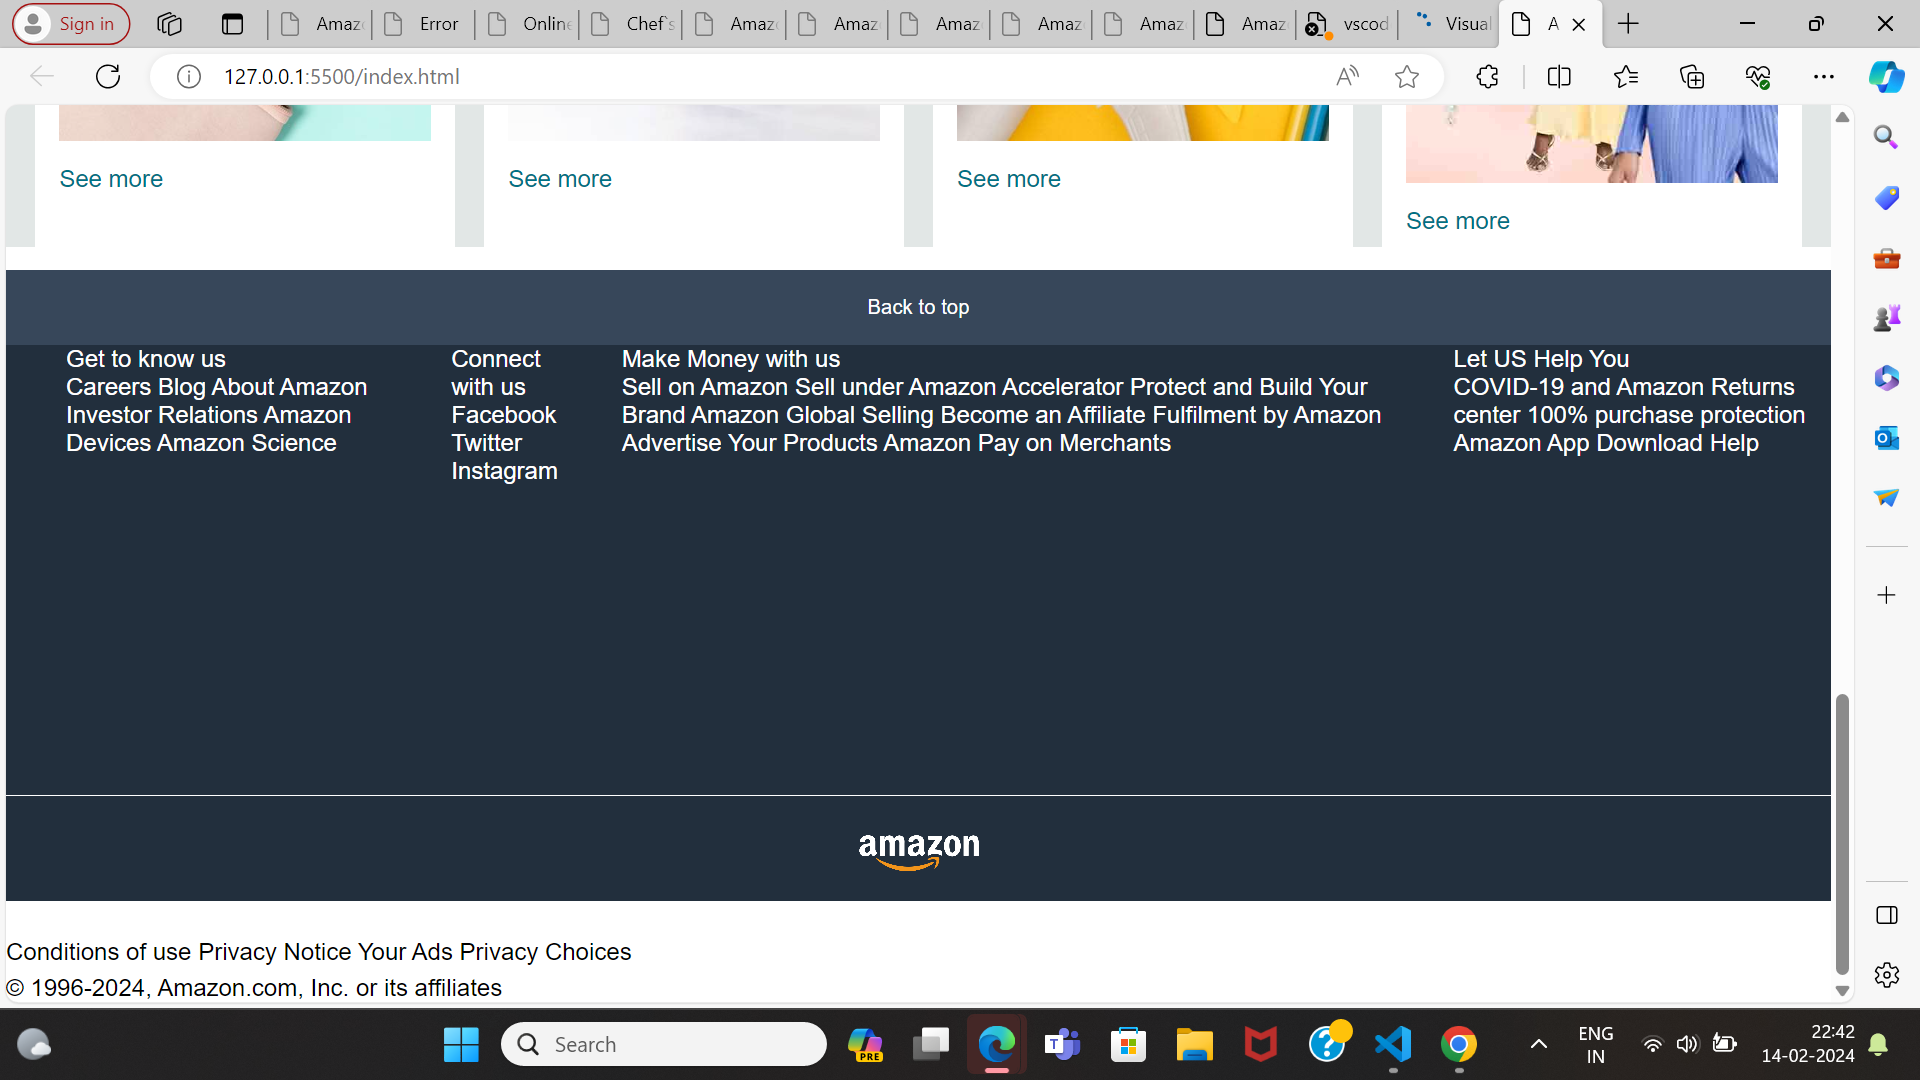 Sign in
Amaz
Error
Online
Chef's
Amaz
Amaz
Amaz
Amaz
Amaz
Amaz
vscod
Visual
A
127.0.0.1:5500/index.html
See more
See more
See more
See more
Back to top
Get to know us
Careers Blog About Amazon
Investor Relations Amazon
Devices Amazon Science
Connect
with us
Facebook
Twitter
Instagram
Make Money with us
Sell on Amazon Sell under Amazon Accelerator Protect and Build Your
Brand Amazon Global Selling Become an Affiliate Fulfilment by Amazon
Advertise Your Products Amazon Pay on Merchants
Let US Help You
COVID-19 and Amazon Returns
center 100% purchase protection
Amazon App Download Help
amazon
Conditions of use Privacy Notice Your Ads Privacy Choices
© 1996-2024, Amazon.com, Inc. or its affiliates
Search
PRE
ENG
IN
22:42
14-02-2024